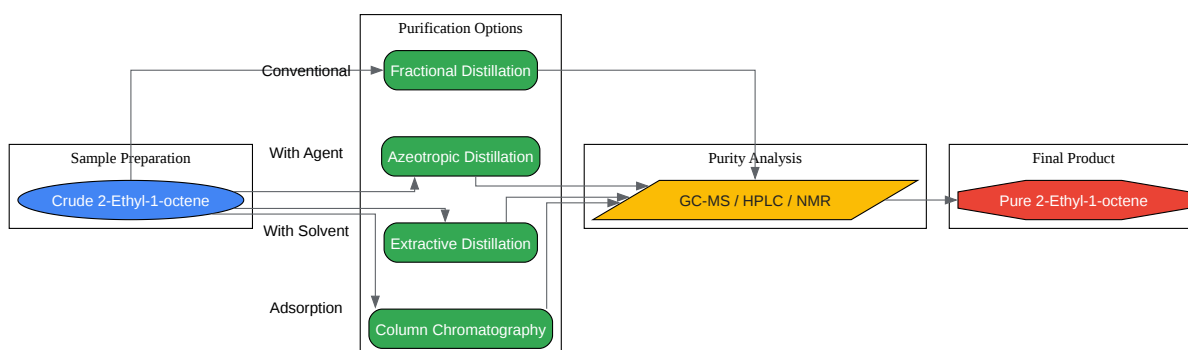 Sample Preparation
Crude 2-Ethyl-1-octene
Conventional
With Agent
With Solvent
Adsorption
Purification Options
Fractional Distillation
Azeotropic Distillation
Extractive Distillation
Column Chromatography
Purity Analysis
GC-MS / HPLC / NMR
Final Product
Pure 2-Ethyl-1-octene